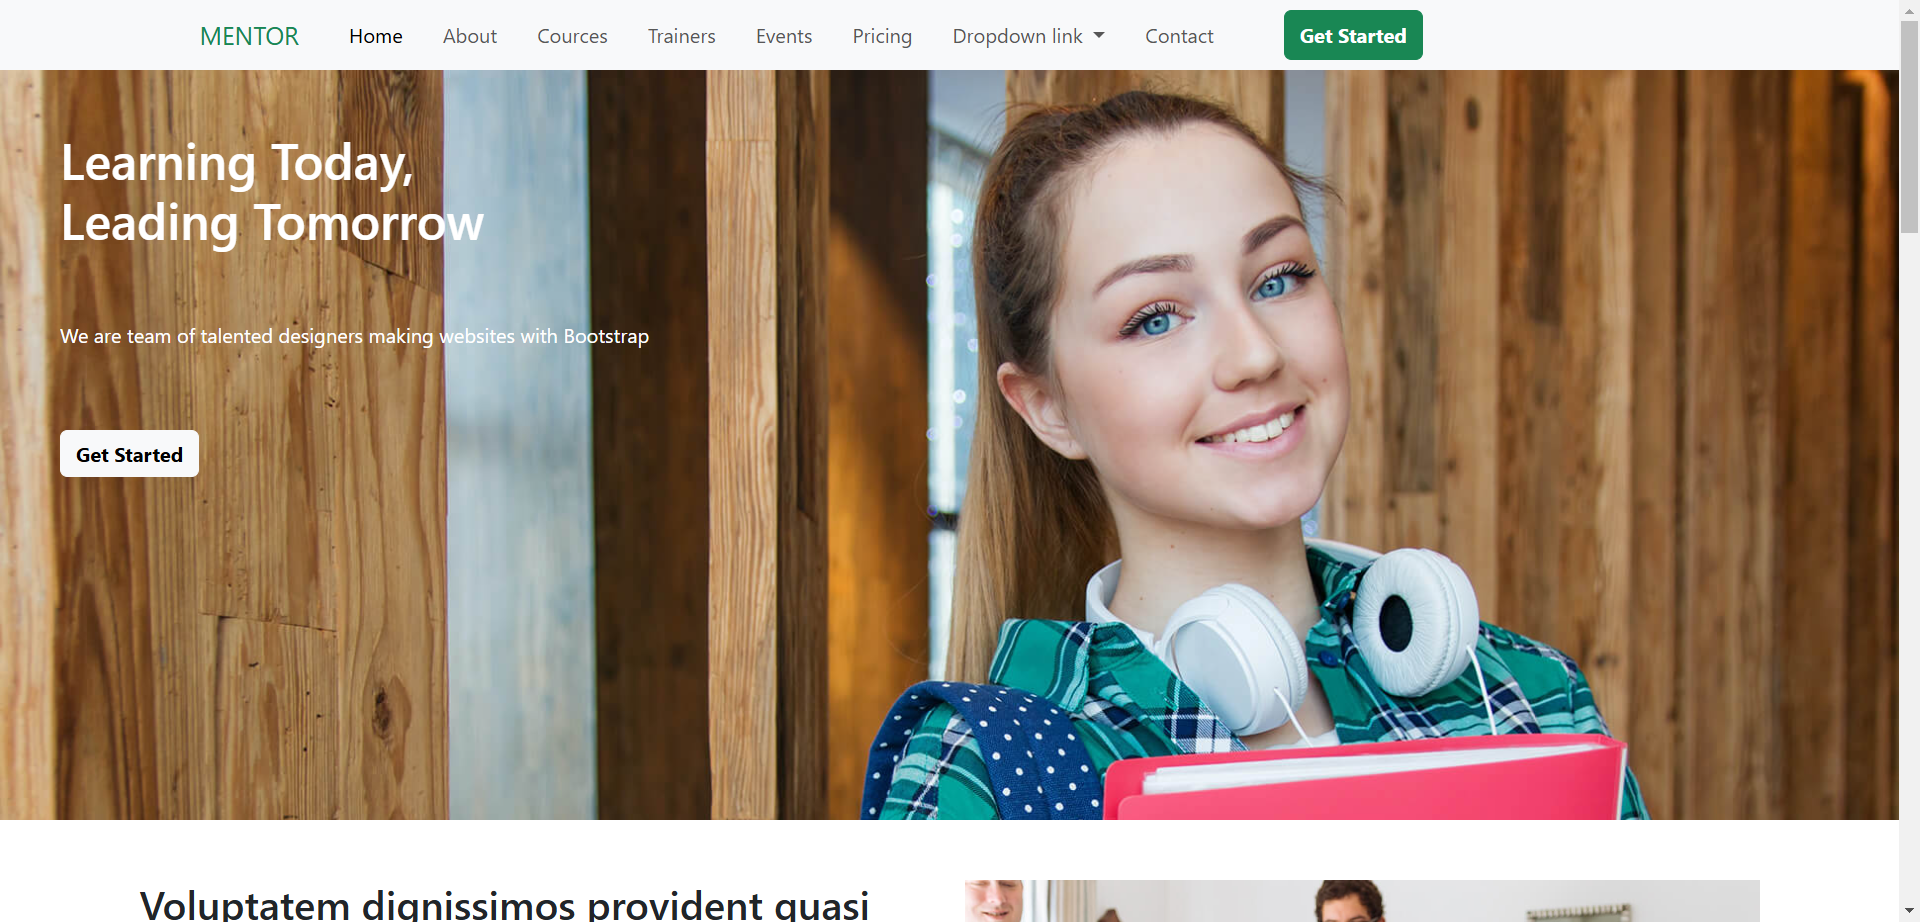 MENTOR Home About Cources Trainers Events Pricing Dropdown link Contact Get Started
Learning Today,
Leading Tomorrow
We are team of talented designers making websites with Bootstrap
Get Started
Voluptatem dignissimos provident quasi